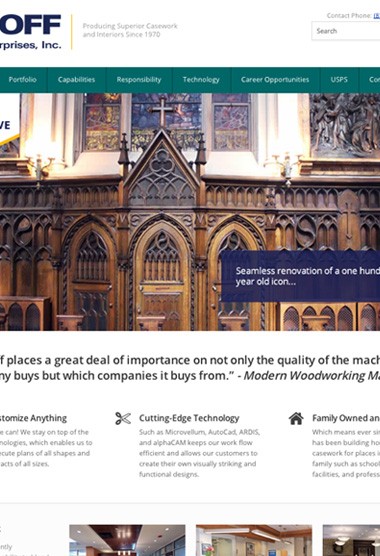 OFF
rprises, Inc.
Producing Superior Casework
and Interiors Since 1970
Contact Phone:
Search
Portfolio Capabilities Responsibility Technology Career Opportunities USPS Con
VE
Seamless renovation of a one hund
year old icon...
f places a great deal of importance on not only the quality of the mach
ny buys but which companies it buys from.” - Modern Woodworking Ma
stomize Anything
e can! We stay on top of the
hnologies, which enables us to
ecute plans of all shapes and
acts of all sizes.
Cutting-Edge Technology
Such as Microvellum, AutoCad, ARDIS,
and alphaCAM keeps our work flow
efficient and allows our customers to
create their own visually striking and
functional designs.
Family Owned an
Which means ever sin
has been building ho
casework for places in
family such as school
facilities, and profess
ntly